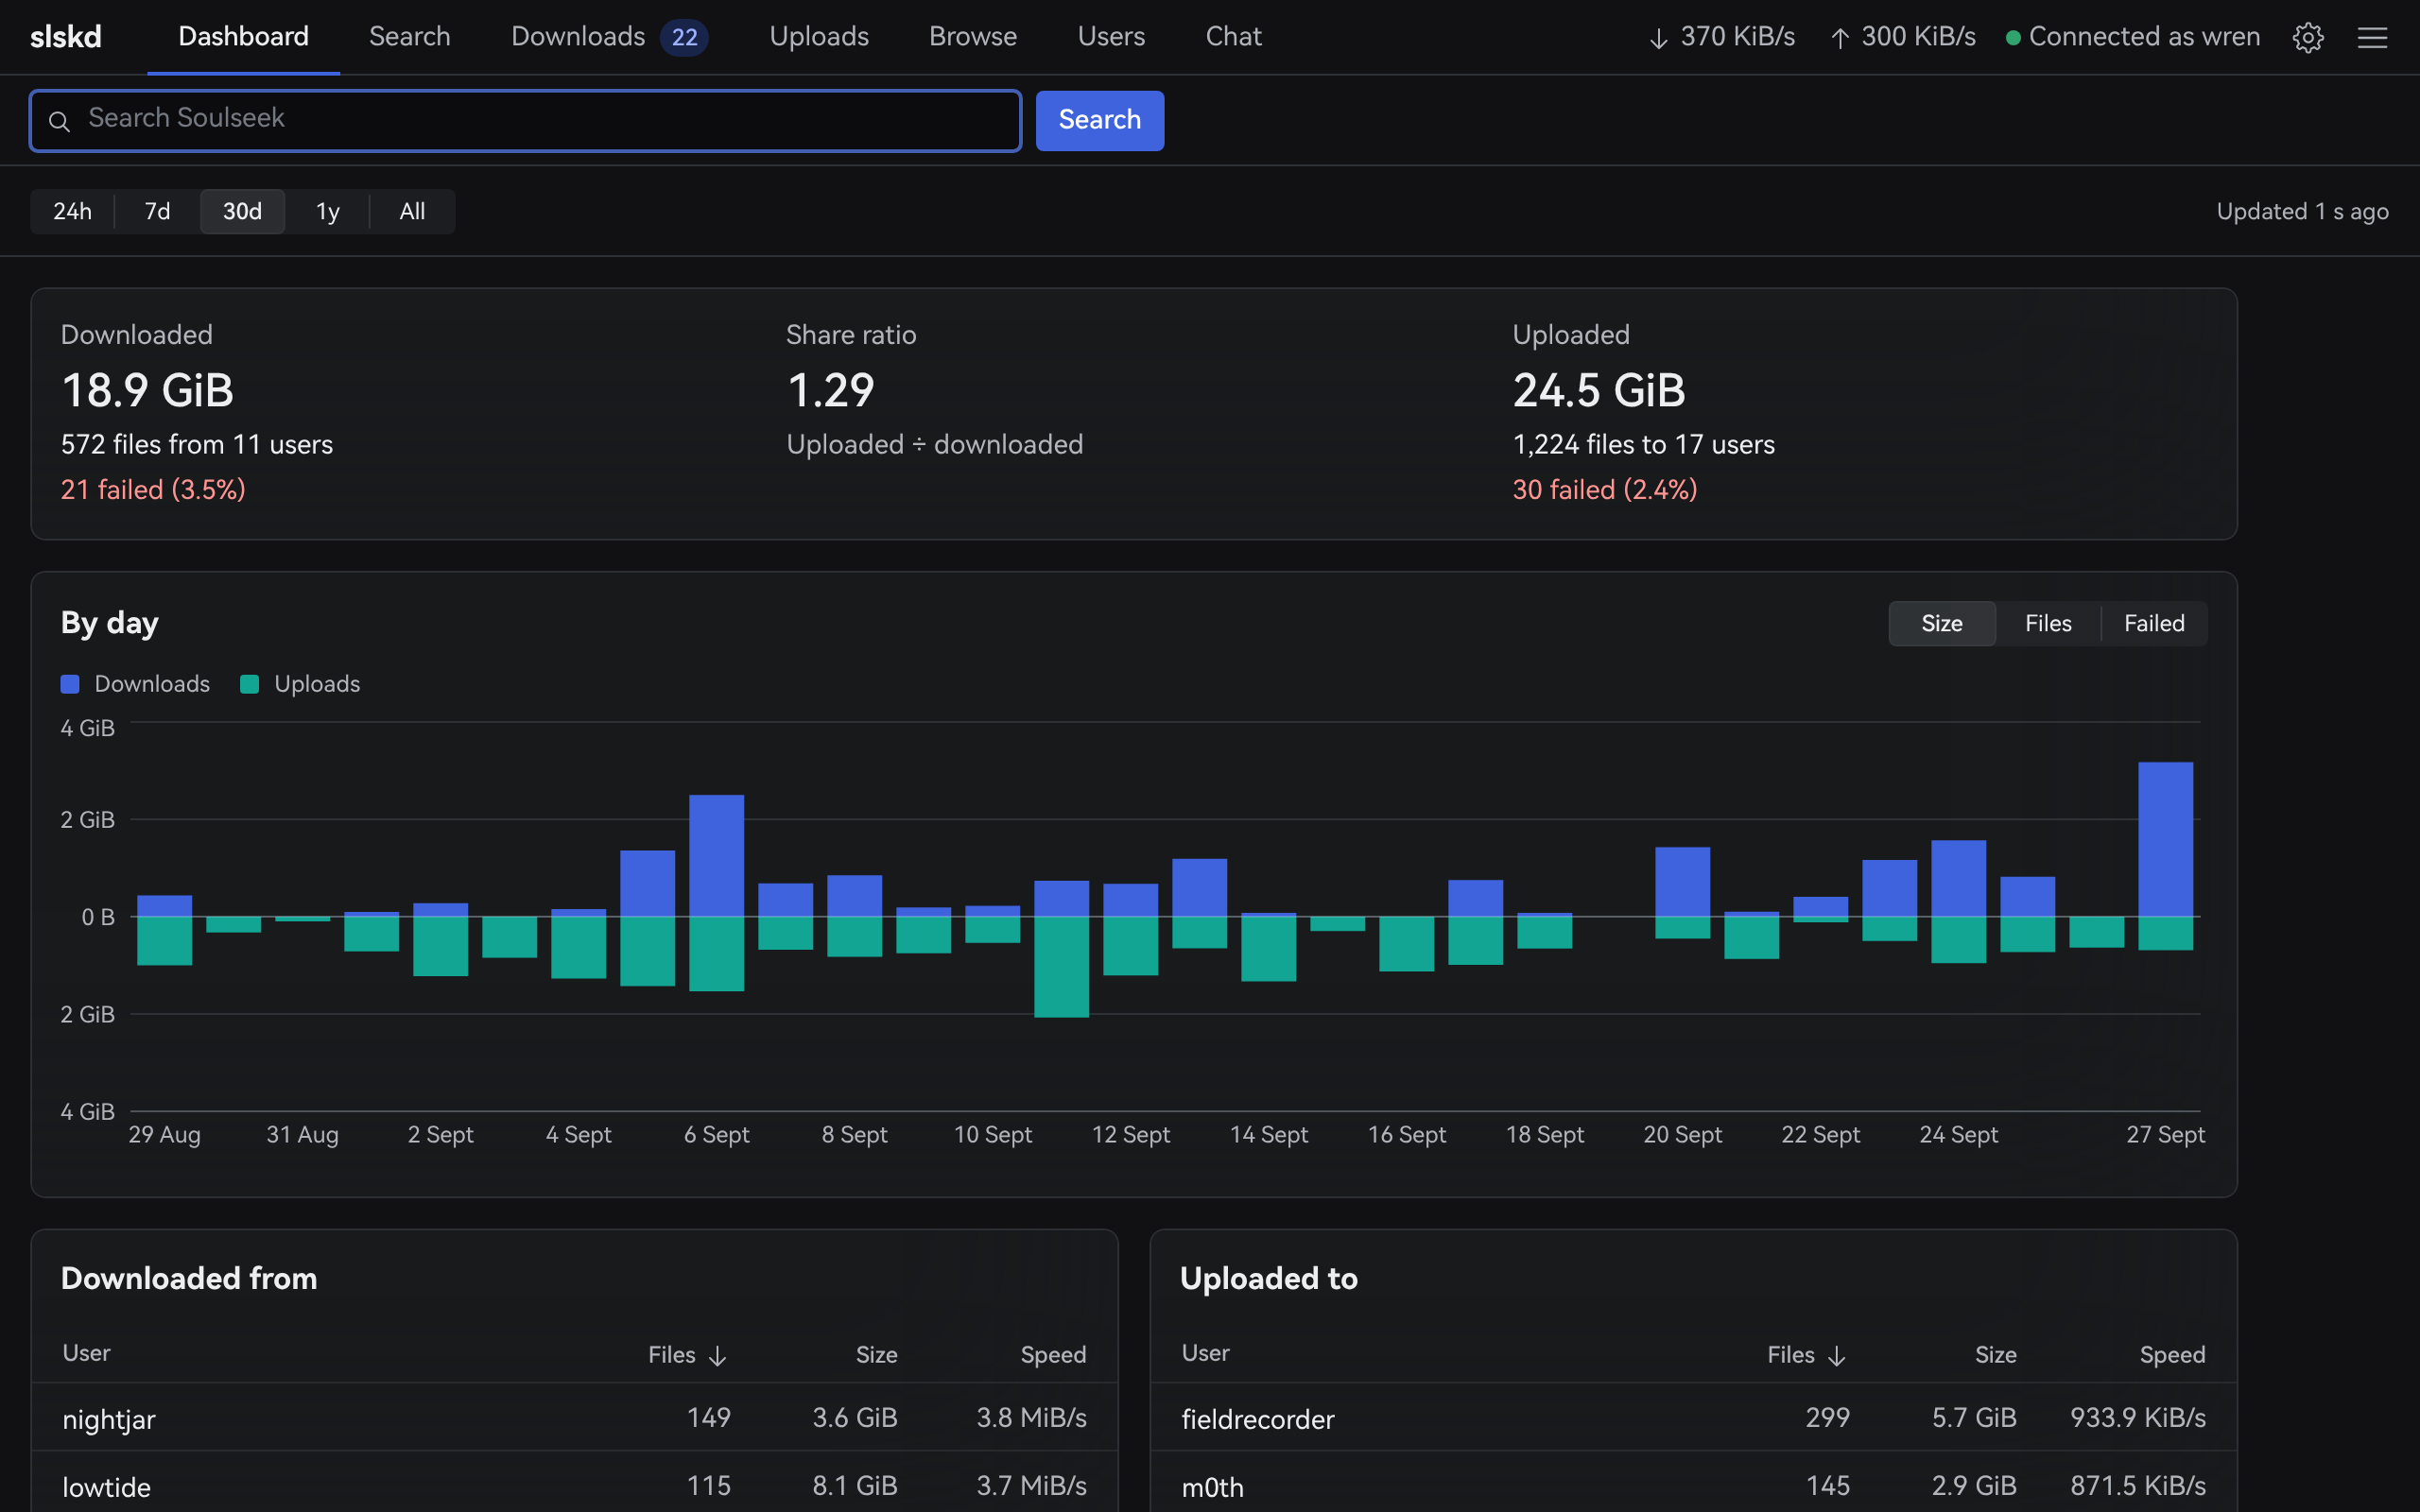 slskd Dashboard Search Downloads 22 Uploads Browse Users Chat ↓ 370 KiB/s ↑ 300 KiB/s Connected as wren
Search Soulseek Search
24h 7d 30d 1y All Updated 1 s ago
Downloaded Share ratio Uploaded
18.9 GiB 1.29 24.5 GiB
572 files from 11 users Uploaded ÷ downloaded 1,224 files to 17 users
21 failed (3.5%) 30 failed (2.4%)
By day Size Files Failed
Downloads Uploads
4 GiB
2 GiB
0 B
2 GiB
4 GiB
29 Aug 31 Aug 2 Sept 4 Sept 6 Sept 8 Sept 10 Sept 12 Sept 14 Sept 16 Sept 18 Sept 20 Sept 22 Sept 24 Sept 27 Sept
Downloaded from
User Files ↓ Size Speed
nightjar 149 3.6 GiB 3.8 MiB/s
lowtide 115 8.1 GiB 3.7 MiB/s
Uploaded to
User Files ↓ Size Speed
fieldrecorder 299 5.7 GiB 933.9 KiB/s
m0th 145 2.9 GiB 871.5 KiB/s